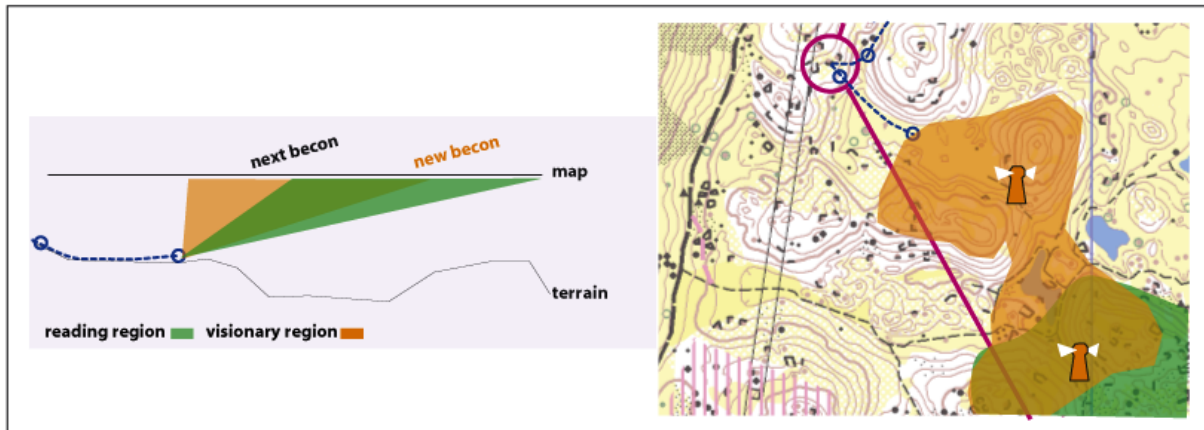 next becon
new becon
map
terrain
reading region
visionary region